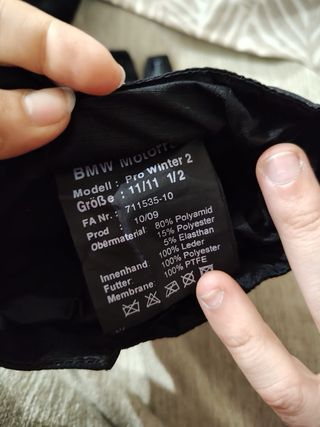 BMW Motorr
Modell : Pro Winter 2
Größe : 11/11 1/2
FA Nr. : 711535-10
Prod : 10/09
Obermaterial: 80% Polyamid
15% Polyester
5% Elasthan
100% Leder
Innenhand: 100% Polyester
Futter: 100% PTFE
Membrane: